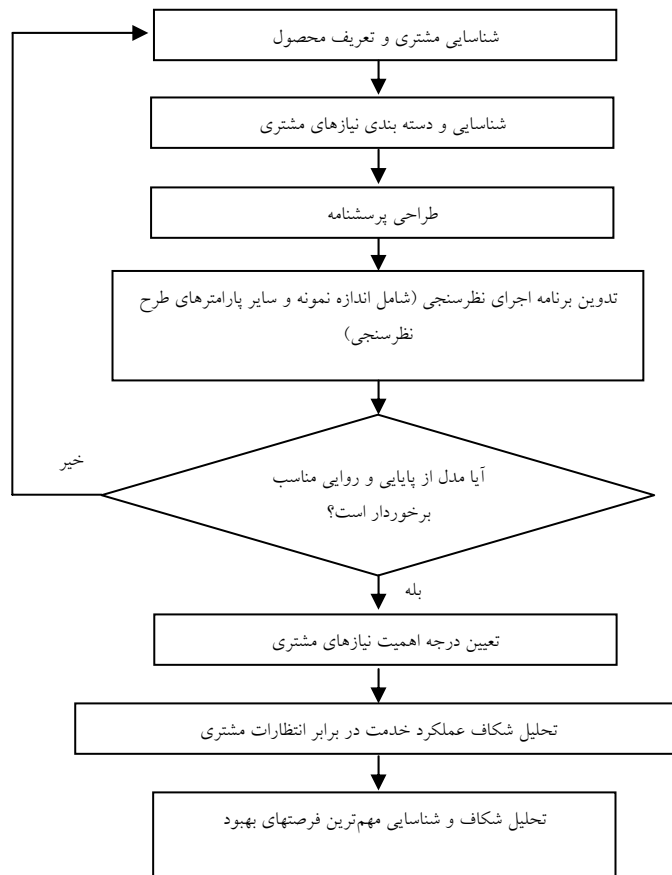 شناسایی مشتری و تعریف محصول
شناسایی و دسته بندی نیازهای مشتری
طراحی پرسشنامه
تدوین برنامه اجرای نظرسنجی (شامل اندازه نمونه و سایر پارامترهای طرح
نظرسنجی)
آیا مدل از پایایی و روایی مناسب
برخوردار است؟
خیر
بله
تعیین درجه اهمیت نیازهای مشتری
تحلیل شکاف عملکرد خدمت در برابر انتظارات مشتری
تحلیل شکاف و شناسایی مهم‌ترین فرصتهای بهبود